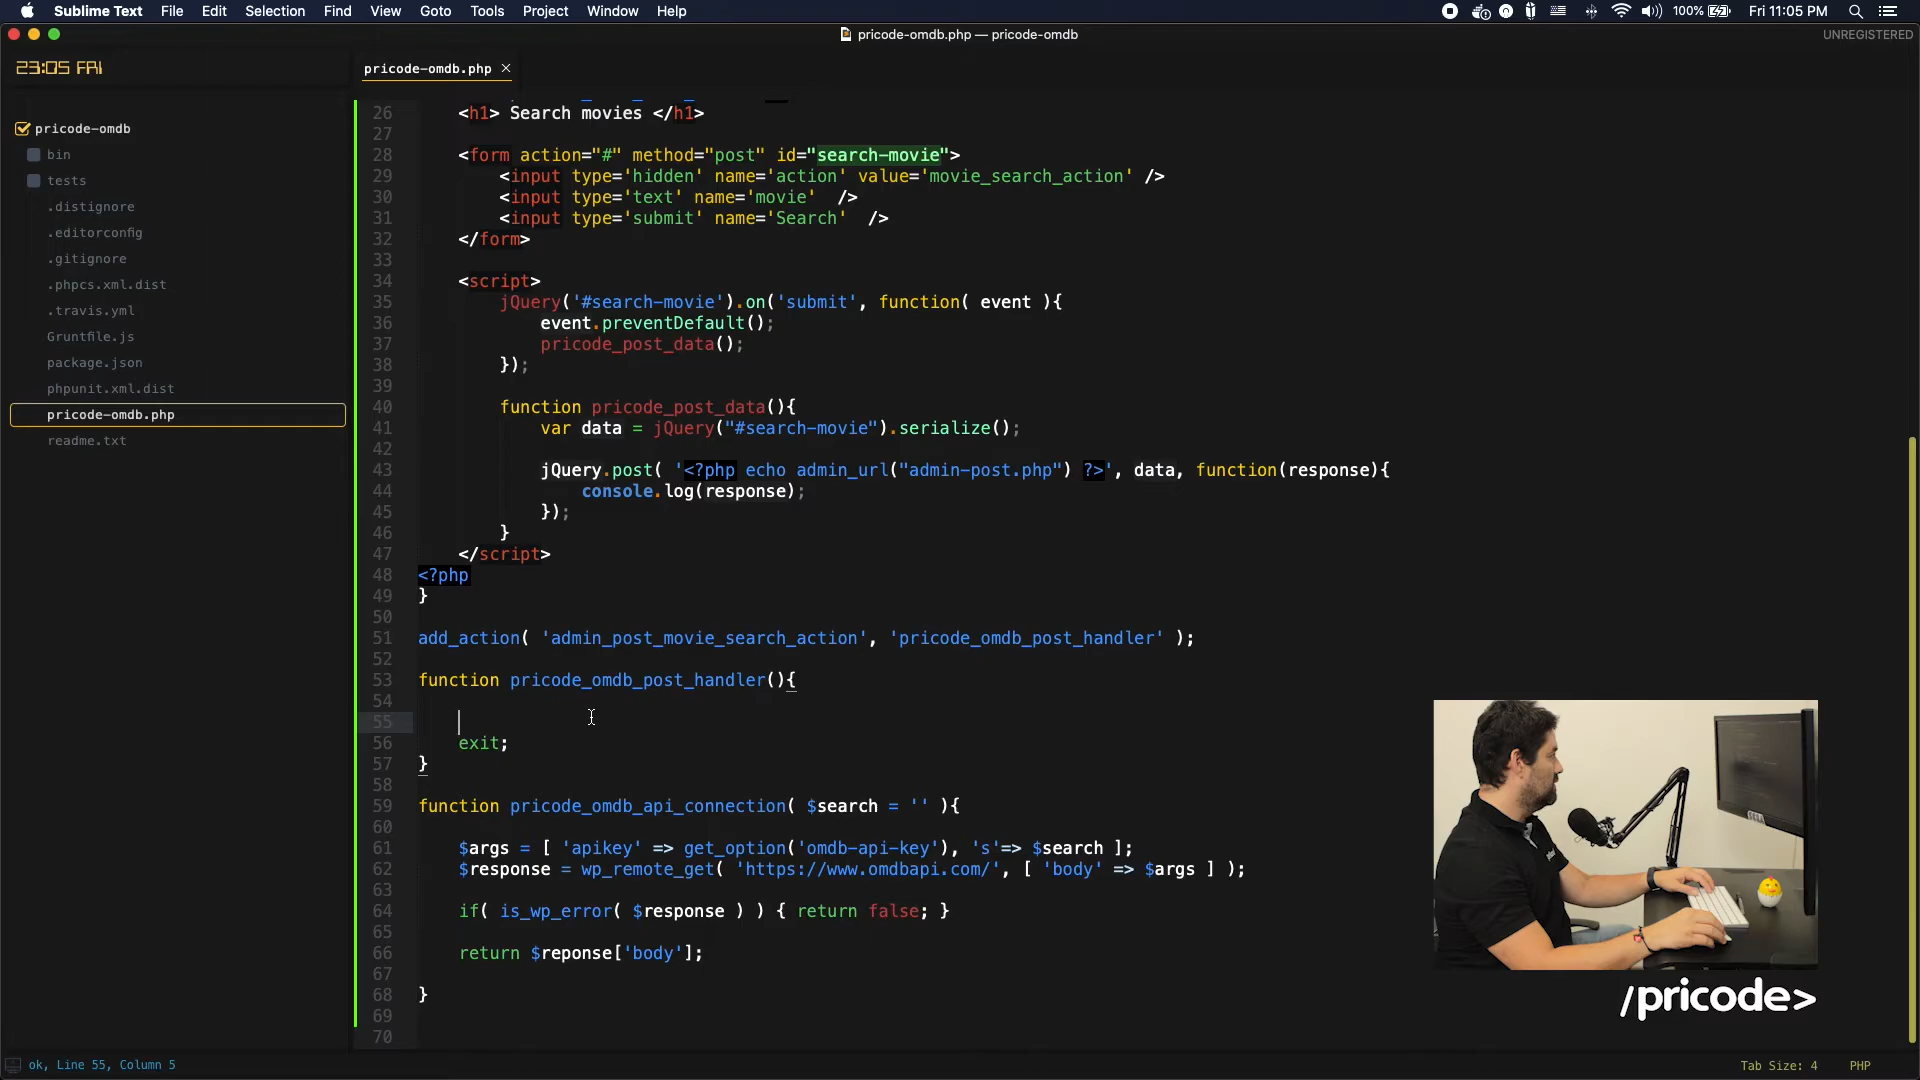 Sublime Text File Edit Selection Find View Goto Tools Project Window Help 100% Fri 11:05 PM
pricode-omdb.php — pricode-omdb
UNREGISTERED
23:05 FRI
pricode-omdb.php ×
pricode-omdb
bin
tests
.distignore
.editorconfig
.gitignore
.phpcs.xml.dist
.travis.yml
Gruntfile.js
package.json
phpunit.xml.dist
pricode-omdb.php
readme.txt
26 <h1> Search movies </h1>
27
28 <form action="#" method="post" id="search-movie">
29 <input type='hidden' name='action' value='movie_search_action' />
30 <input type='text' name='movie' />
31 <input type='submit' name='Search' />
32 </form>
33
34 <script>
35 jQuery('#search-movie').on('submit', function( event ){
36 event.preventDefault();
37 pricode_post_data();
38 });
39
40 function pricode_post_data(){
41 var data = jQuery("#search-movie").serialize();
42
43 jQuery.post( '<?php echo admin_url("admin-post.php") ?>', data, function(response){
44 console.log(response);
45 });
46 }
47 </script>
48 <?php
49 }
50
51 add_action( 'admin_post_movie_search_action', 'pricode_omdb_post_handler' );
52
53 function pricode_omdb_post_handler(){
54
55
56 exit;
57 }
58
59 function pricode_omdb_api_connection( $search = '' ){
60
61 $args = [ 'apikey' => get_option('omdb-api-key'), 's'=> $search ];
62 $response = wp_remote_get( 'https://www.omdbapi.com/', [ 'body' => $args ] );
63
64 if( is_wp_error( $response ) ) { return false; }
65
66 return $reponse['body'];
67
68 }
69
70
/pricode>
ok, Line 55, Column 5
Tab Size: 4 PHP